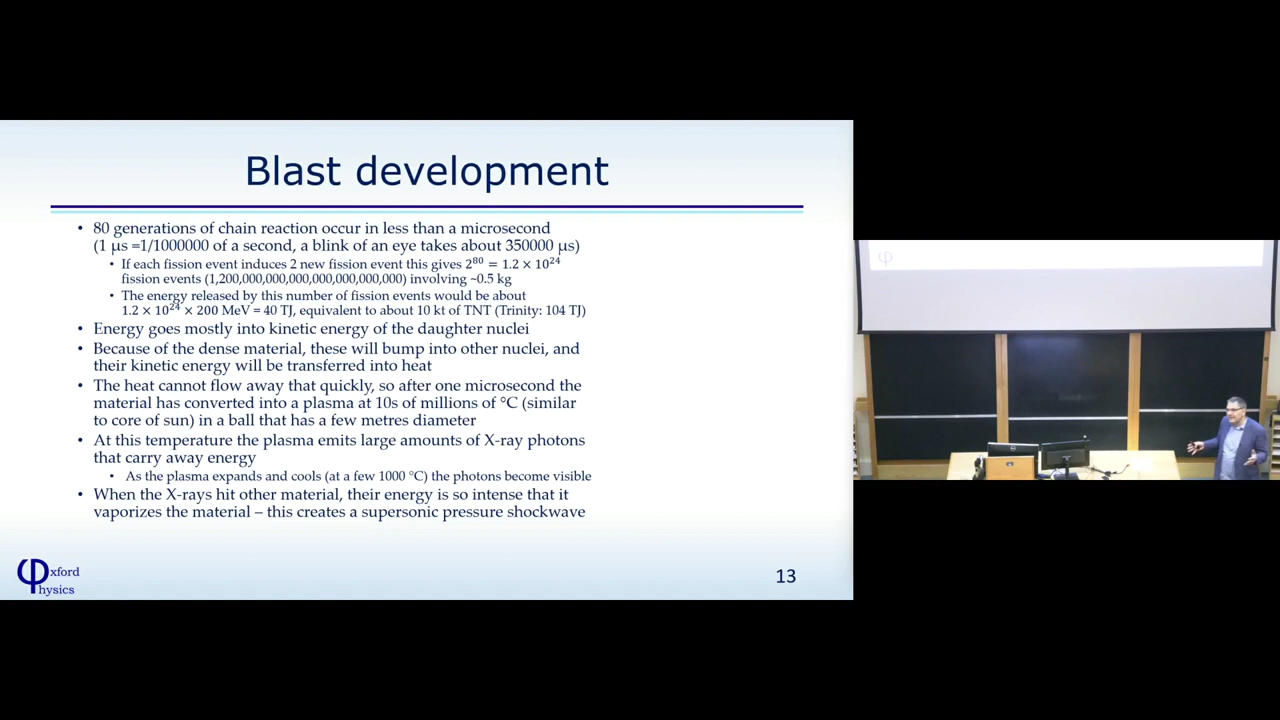 Blast development
• 80 generations of chain reaction occur in less than a microsecond
(1 µs =1/1000000 of a second, a blink of an eye takes about 350000 µs)
• If each fission event induces 2 new fission event this gives 2⁸⁰ = 1.2 × 10²⁴
fission events (1,200,000,000,000,000,000,000,000) involving ~0.5 kg
• The energy released by this number of fission events would be about
1.2 × 10²⁴ × 200 MeV = 40 TJ, equivalent to about 10 kt of TNT (Trinity: 104 TJ)
• Energy goes mostly into kinetic energy of the daughter nuclei
• Because of the dense material, these will bump into other nuclei, and
their kinetic energy will be transferred into heat
• The heat cannot flow away that quickly, so after one microsecond the
material has converted into a plasma at 10s of millions of °C (similar
to core of sun) in a ball that has a few metres diameter
• At this temperature the plasma emits large amounts of X-ray photons
that carry away energy
• As the plasma expands and cools (at a few 1000 °C) the photons become visible
• When the X-rays hit other material, their energy is so intense that it
vaporizes the material – this creates a supersonic pressure shockwave
φxford
hysics
13
φ